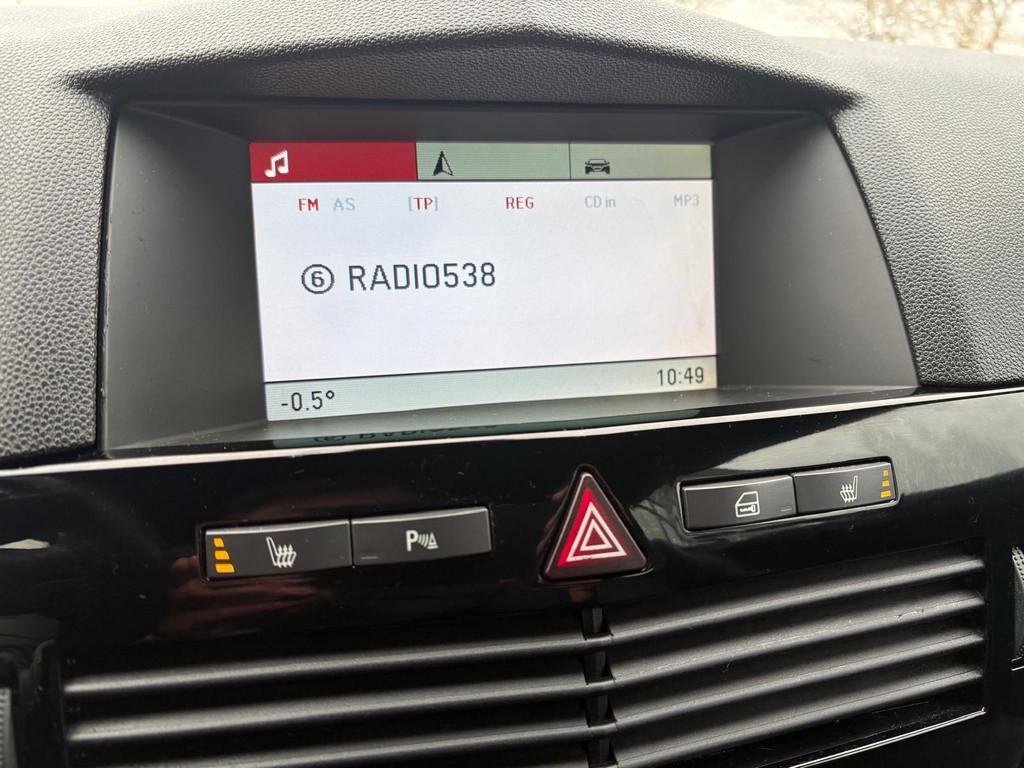 FM AS [TP] REG CD in MP3
⑥ RADIO538
-0.5° 10:49
P